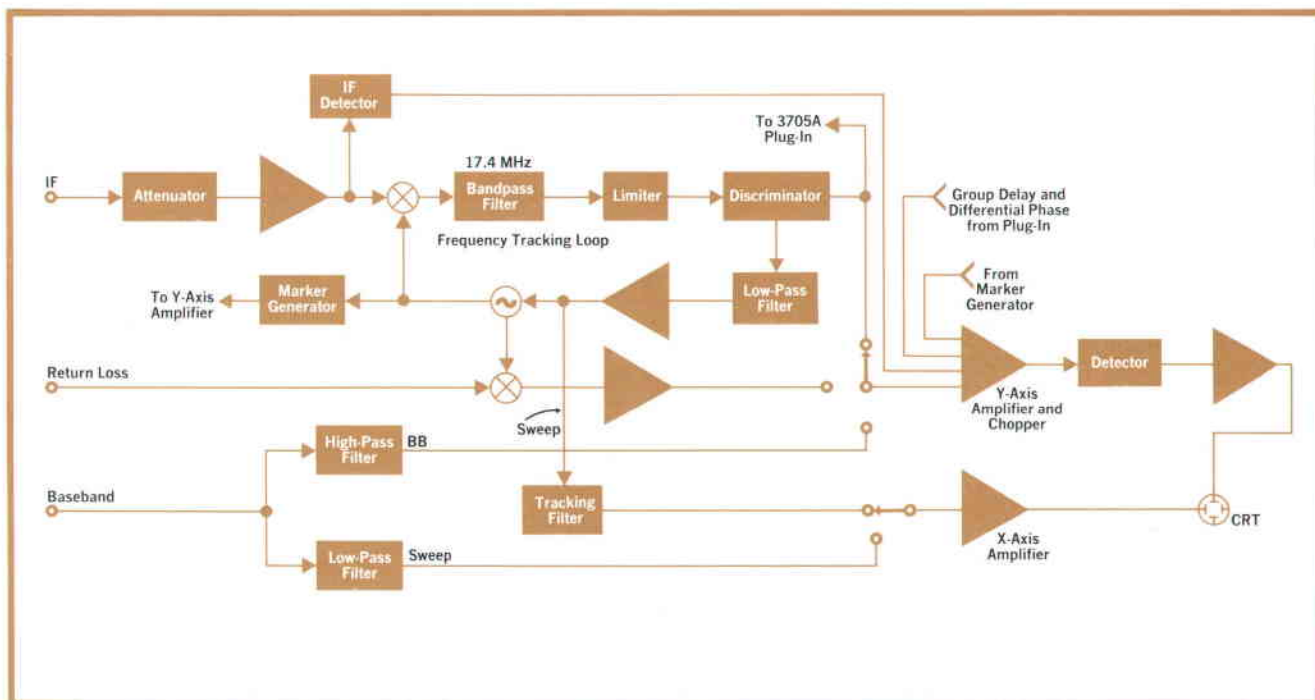 IF
Detector
To 3705A
Plug-In
17.4 MHz
IF
Attenuator
Bandpass
Filter
Limiter
Discriminator
Group Delay and
Differential Phase
from Plug-In
Frequency Tracking Loop
From
Marker
Generator
To Y-Axis
Amplifier
Marker
Generator
Low-Pass
Filter
Detector
Return Loss
Y-Axis
Amplifier and
Chopper
Sweep
High-Pass
Filter
BB
Baseband
Tracking
Filter
CRT
X-Axis
Amplifier
Low-Pass
Filter
Sweep